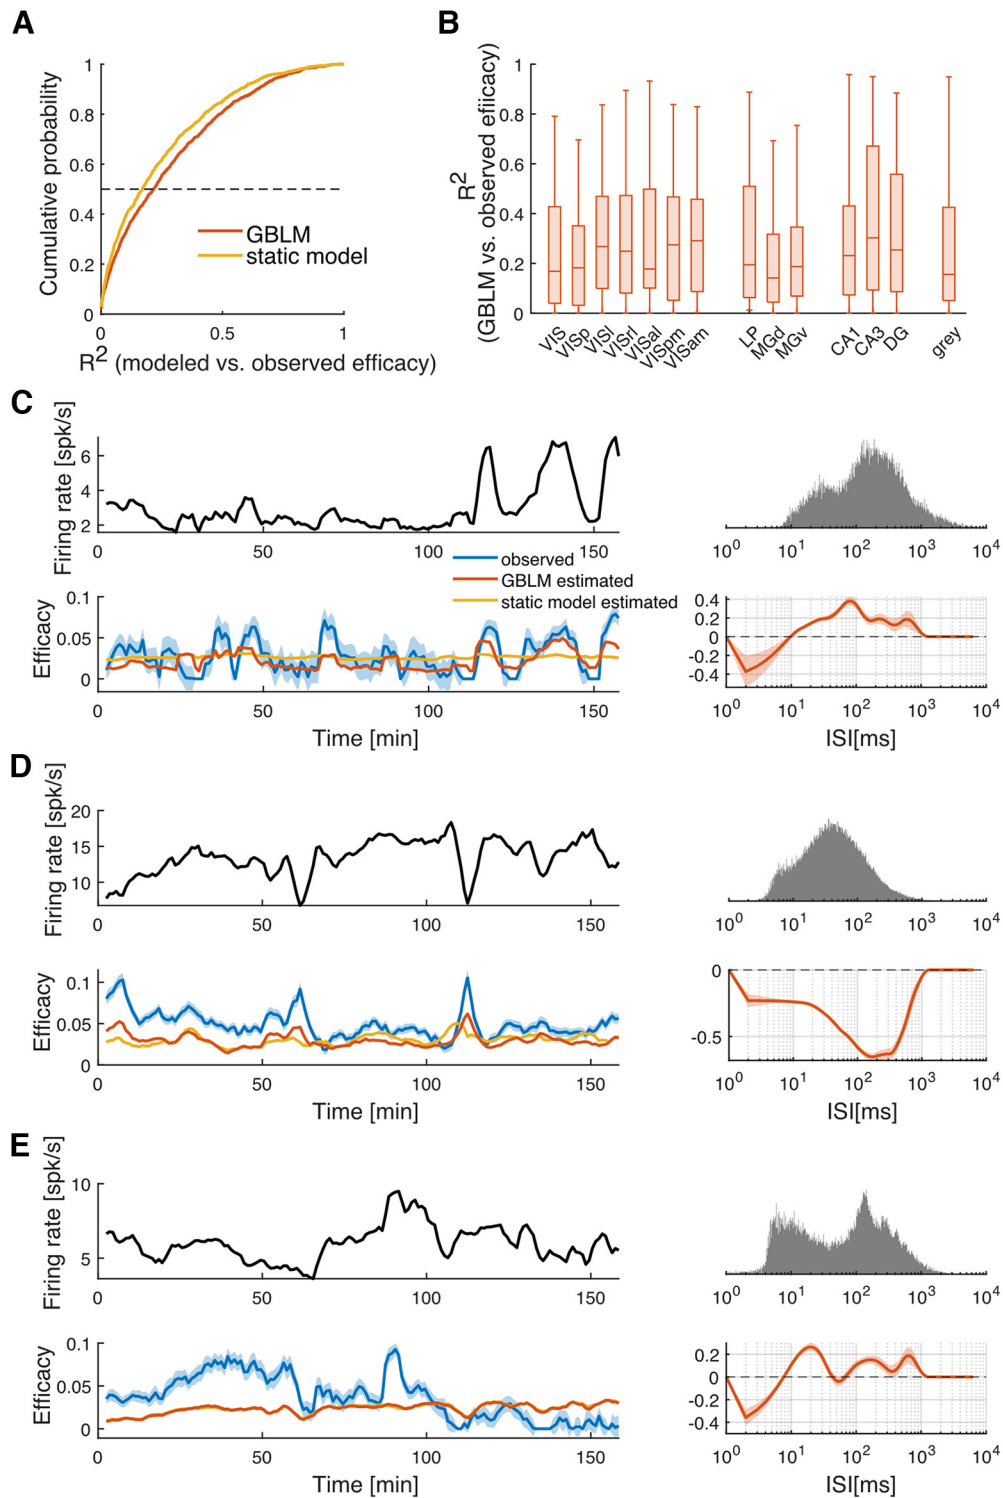 A
B
Cumulative probability
1
0.8
0.6
0.4
0.2
0
0
0.5
1
GBLM
static model
R2 (modeled vs. observed efficacy)
R2
(GBLM vs. observed efficacy)
1
0.8
0.6
0.4
0.2
0
VIS
VISp
VISl
VISrl
VISal
VISpm
VISam
LP
MGd
MGv
CA1
CA3
DG
grey
C
Firing rate [spk/s]
6
4
2
0
50
100
150
10^0
10^1
10^2
10^3
10^4
observed
GBLM estimated
static model estimated
Efficacy
0.1
0.05
0
0
50
100
150
Time [min]
0.4
0.2
0
-0.2
-0.4
10^0
10^1
10^2
10^3
10^4
ISI[ms]
D
Firing rate [spk/s]
20
15
10
0
50
100
150
10^0
10^1
10^2
10^3
10^4
Efficacy
0.1
0.05
0
0
50
100
150
Time [min]
0
-0.5
10^0
10^1
10^2
10^3
10^4
ISI[ms]
E
Firing rate [spk/s]
10
5
0
50
100
150
10^0
10^1
10^2
10^3
10^4
Efficacy
0.1
0.05
0
0
50
100
150
Time [min]
0.2
0
-0.2
-0.4
10^0
10^1
10^2
10^3
10^4
ISI[ms]